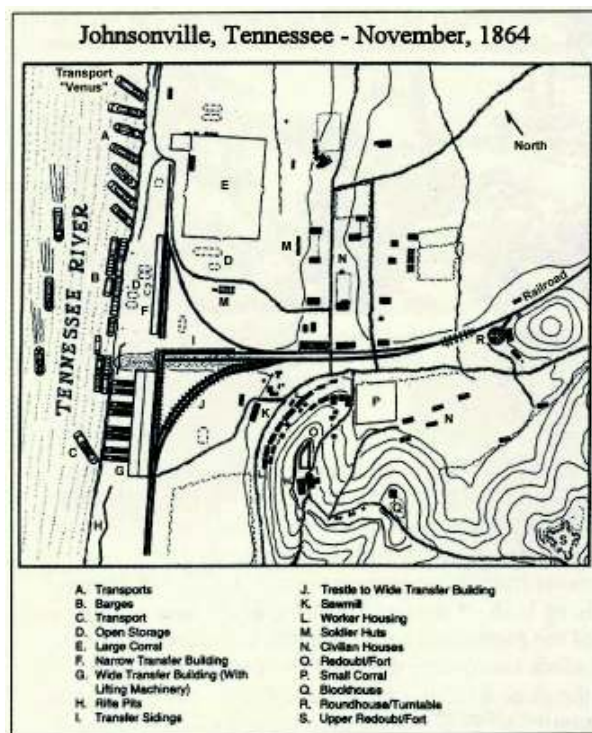 Johnsonville, Tennessee - November, 1864
Transport
"Venus"
North
A
E
TENNESSEE RIVER
D
M
N
B
D
F
M
I
Railroad
R
J
K
P
N
C
L
O
G
H
Q
S
A. Transports
B. Barges
C. Transport
D. Open Storage
E. Large Corral
F. Narrow Transfer Building
G. Wide Transfer Building (With
Lifting Machinery)
H. Rifle Pits
I. Transfer Sidings
J. Trestle to Wide Transfer Building
K. Sawmill
L. Worker Housing
M. Soldier Huts
N. Civilian Houses
O. Redoubt/Fort
P. Small Corral
Q. Blockhouse
R. Roundhouse/Turntable
S. Upper Redoubt/Fort